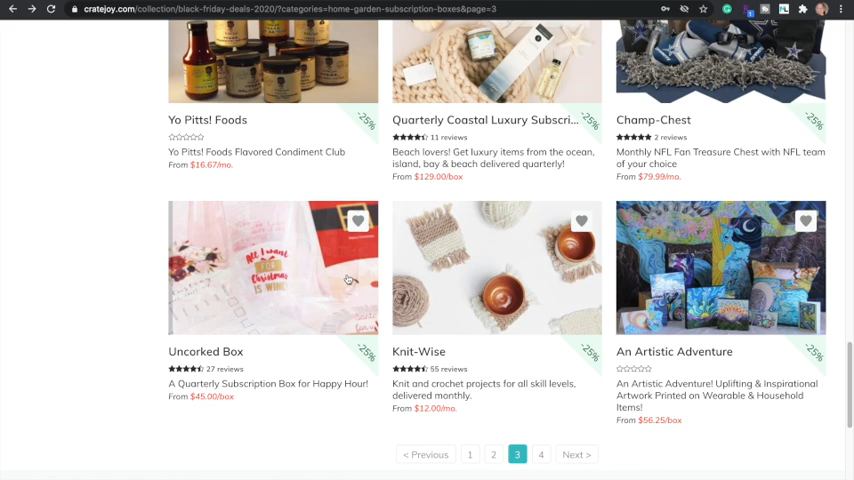 cratejoy.com/collection/black-friday-deals-2020/?categories=home-garden-subscription-boxes&page=3
Yo Pitts! Foods
-25%
Yo Pitts! Foods Flavored Condiment Club
From $16.67/mo.
Quarterly Coastal Luxury Subscri...
-25%
11 reviews
Beach lovers! Get luxury items from the ocean,
island, bay & beach delivered quarterly!
From $129.00/box
Champ-Chest
-25%
2 reviews
Monthly NFL Fan Treasure Chest with NFL team
of your choice
From $79.99/mo.
All I want
FOR
Christmas
IS WINE
Uncorked Box
-25%
27 reviews
A Quarterly Subscription Box for Happy Hour!
From $45.00/box
Knit-Wise
-25%
55 reviews
Knit and crochet projects for all skill levels,
delivered monthly.
From $12.00/mo.
An Artistic Adventure
-25%
An Artistic Adventure! Uplifting & Inspirational
Artwork Printed on Wearable & Household
Items!
From $56.25/box
< Previous 1 2 3 4 Next >